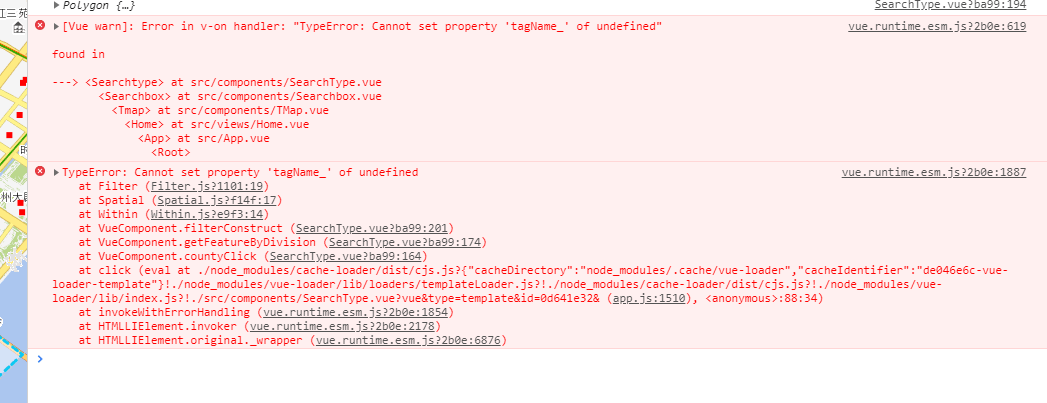 红三苑
Polygon {…}
SearchType.vue?ba99:194
[Vue warn]: Error in v-on handler: "TypeError: Cannot set property 'tagName_' of undefined"
vue.runtime.esm.js?2b0e:619
found in
---> <Searchtype> at src/components/SearchType.vue
<Searchbox> at src/components/Searchbox.vue
<Tmap> at src/components/TMap.vue
<Home> at src/views/Home.vue
<App> at src/App.vue
<Root>
TypeError: Cannot set property 'tagName_' of undefined
vue.runtime.esm.js?2b0e:1887
at Filter (Filter.js?1101:19)
at Spatial (Spatial.js?f14f:17)
at Within (Within.js?e9f3:14)
州大
at VueComponent.filterConstruct (SearchType.vue?ba99:201)
at VueComponent.getFeatureByDivision (SearchType.vue?ba99:174)
at VueComponent.countyClick (SearchType.vue?ba99:164)
at click (eval at ./node_modules/cache-loader/dist/cjs.js?{"cacheDirectory":"node_modules/.cache/vue-loader","cacheIdentifier":"de046e6c-vue-
loader-template"}!./node_modules/vue-loader/lib/loaders/templateLoader.js?!./node_modules/cache-loader/dist/cjs.js?!./node_modules/vue-
loader/lib/index.js?!./src/components/SearchType.vue?vue&type=template&id=0d641e32& (app.js:1510), <anonymous>:88:34)
at invokeWithErrorHandling (vue.runtime.esm.js?2b0e:1854)
at HTMLLIElement.invoker (vue.runtime.esm.js?2b0e:2178)
at HTMLLIElement.original._wrapper (vue.runtime.esm.js?2b0e:6876)